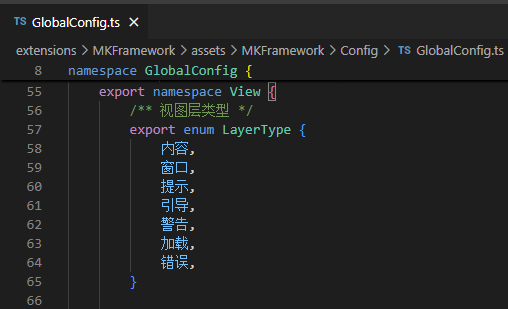 TS GlobalConfig.ts ×
extensions > MKFramework > assets > MKFramework > Config > TS GlobalConfig.ts
8 namespace GlobalConfig {
55 export namespace View {
56 /** 视图层类型 */
57 export enum LayerType {
58 内容,
59 窗口,
60 提示,
61 引导,
62 警告,
63 加载,
64 错误,
65 }
66